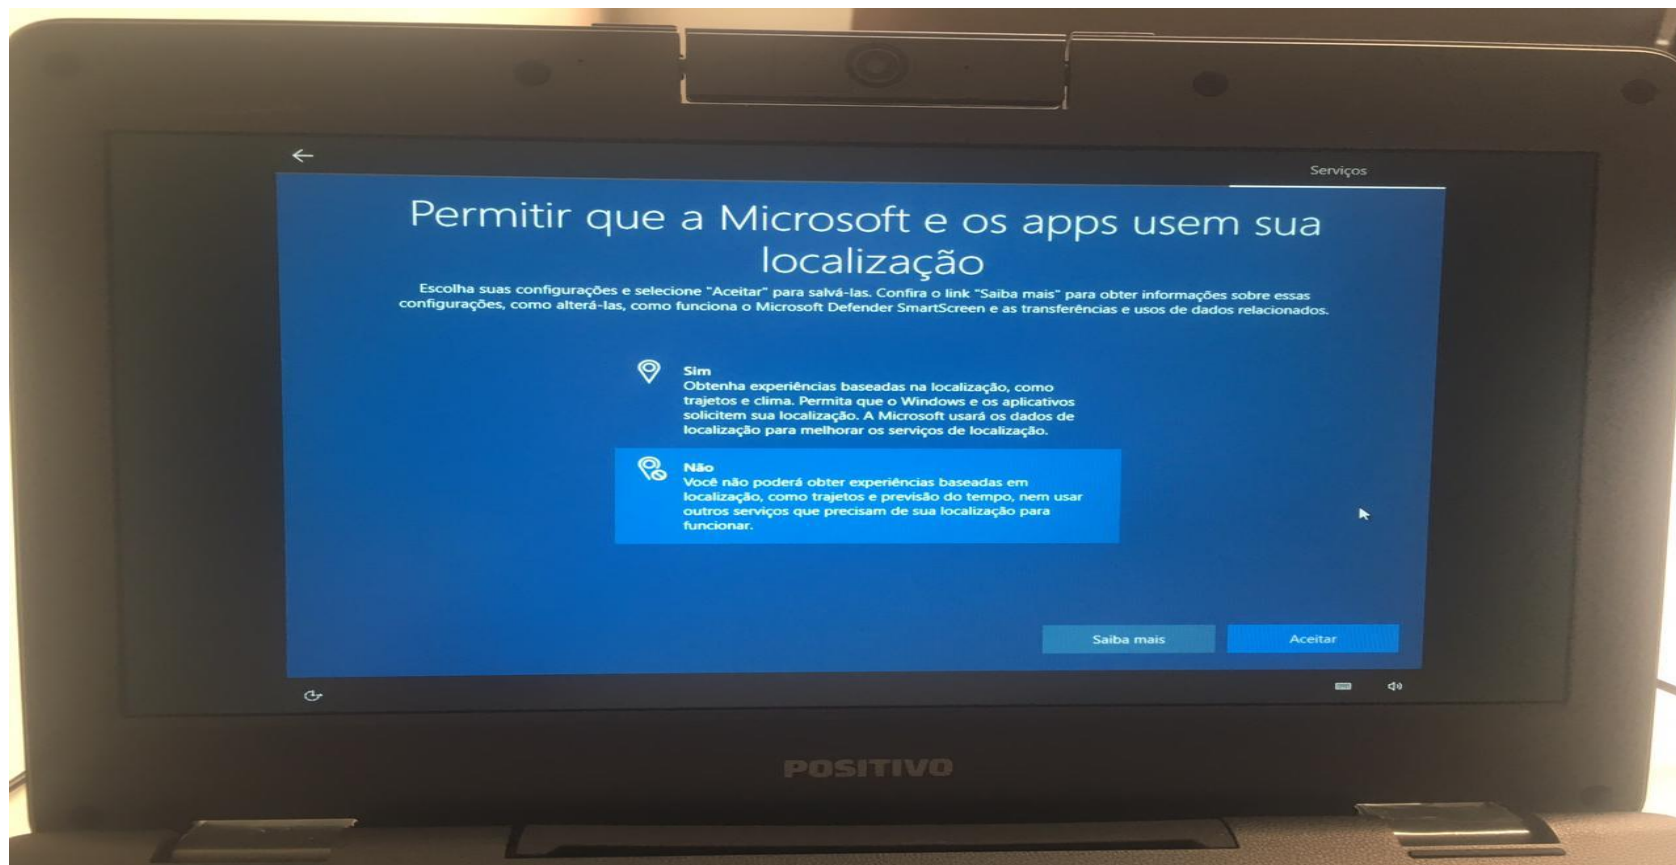 Serviços
Permitir que a Microsoft e os apps usem sua
localização
Escolha suas configurações e selecione "Aceitar" para salvá-las. Confira o link "Saiba mais" para obter informações sobre essas
configurações, como alterá-las, como funciona o Microsoft Defender SmartScreen e as transferências e usos de dados relacionados.
Sim
Obtenha experiências baseadas na localização, como
trajetos e clima. Permita que o Windows e os aplicativos
solicitem sua localização. A Microsoft usará os dados de
localização para melhorar os serviços de localização.
Não
Você não poderá obter experiências baseadas em
localização, como trajetos e previsão do tempo, nem usar
outros serviços que precisam de sua localização para
funcionar.
Saiba mais
Aceitar
POSITIVO